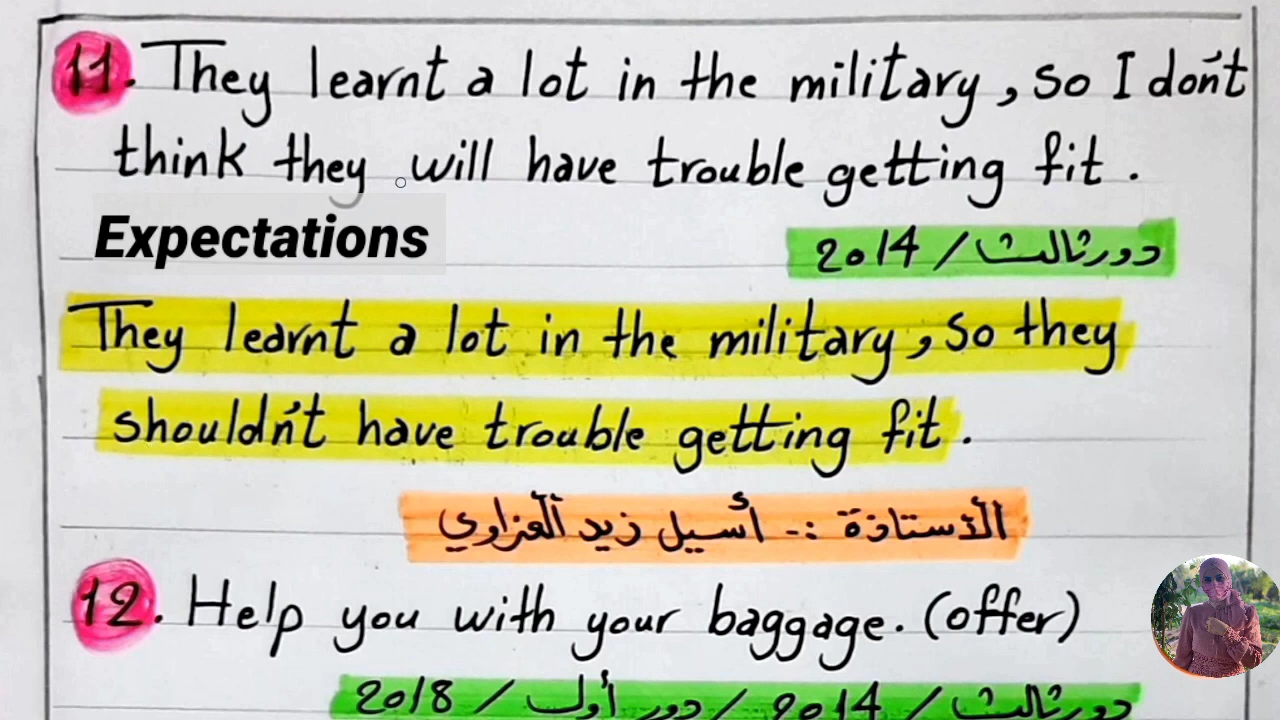 11. They learnt a lot in the military, so I don't
think they will have trouble getting fit.
Expectations
دور ثالث / 2014
They learnt a lot in the military, so they
shouldn't have trouble getting fit.
الأستاذة :- أسيل زيد العزاوي
12. Help you with your baggage. (offer)
دور ثالث / 2014 / دور أول / 2018